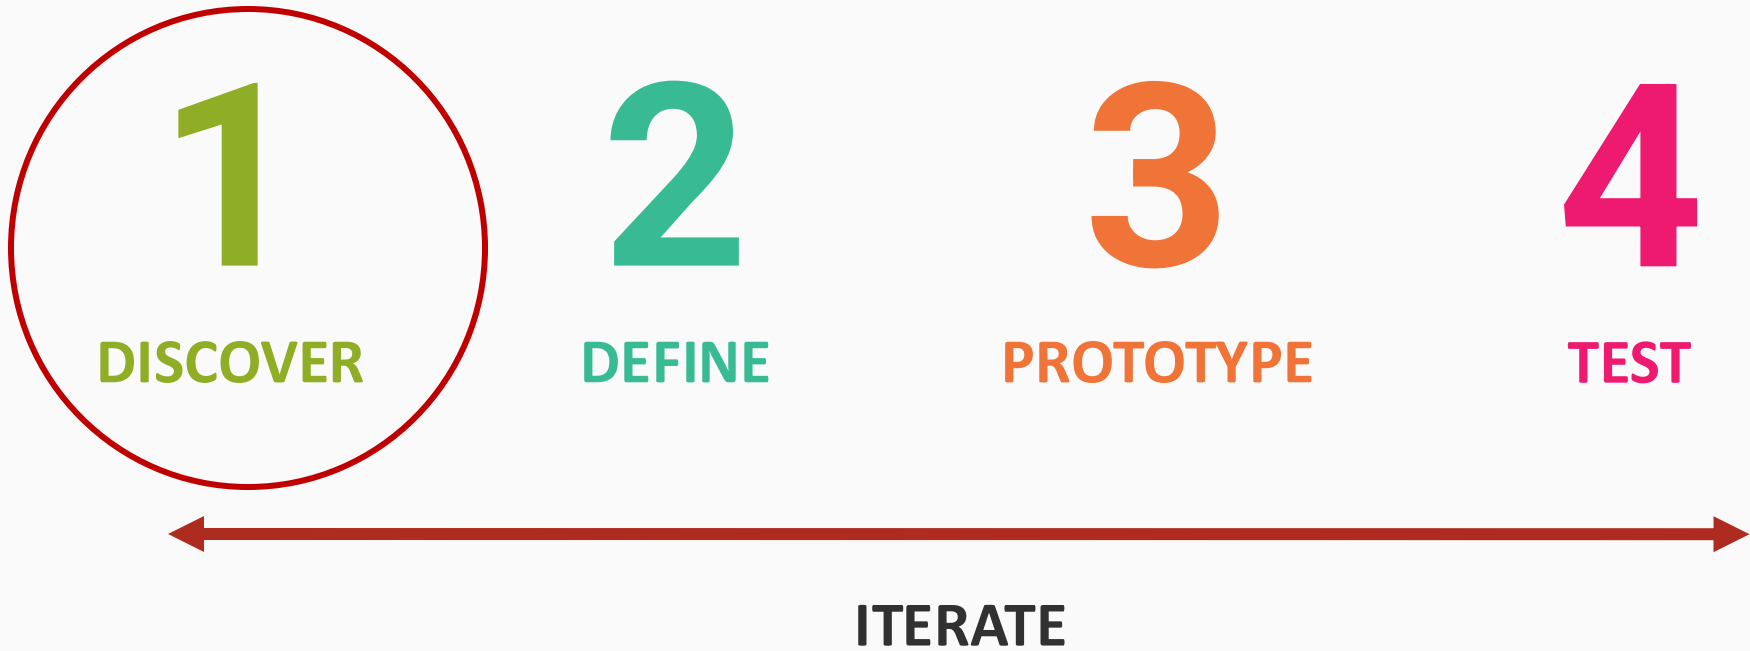 1 2 3 4
DISCOVER DEFINE PROTOTYPE TEST
ITERATE